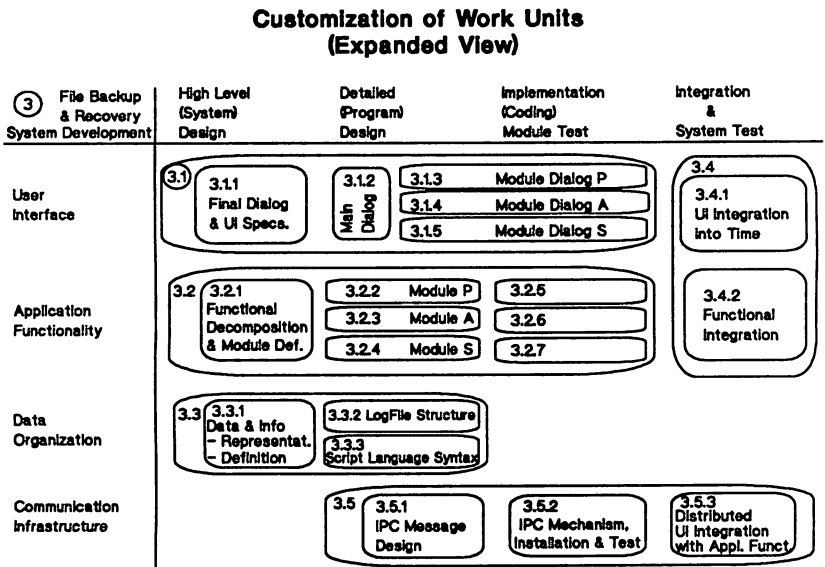 Customization of Work Units
(Expanded View)
3 File Backup
& Recovery
System Development
High Level
(System)
Design
Detailed
(Program)
Design
Implementation
(Coding)
Module Test
Integration
&
System Test
User
Interface
3.1
3.1.1
Final Dialog
& UI Specs.
3.1.2
Main
Dialog
3.1.3 Module Dialog P
3.1.4 Module Dialog A
3.1.5 Module Dialog S
3.4
3.4.1
UI Integration
into Time
Application
Functionality
3.2
3.2.1
Functional
Decomposition
& Module Def.
3.2.2 Module P
3.2.3 Module A
3.2.4 Module S
3.2.5
3.2.6
3.2.7
3.4.2
Functional
Integration
Data
Organization
3.3
3.3.1
Data & Info
- Representat.
- Definition
3.3.2 LogFile Structure
3.3.3
Script Language Syntax
Communication
Infrastructure
3.5
3.5.1
IPC Message
Design
3.5.2
IPC Mechanism,
Installation & Test
3.5.3
Distributed
UI Integration
with Appl. Funct.